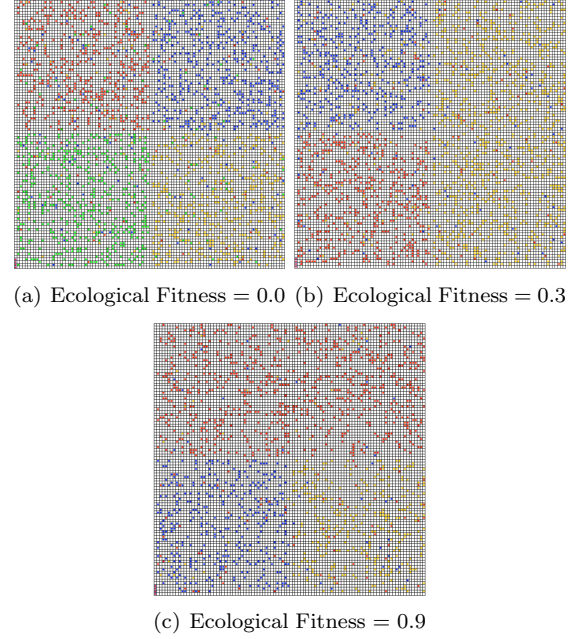 (a) Ecological Fitness = 0.0 (b) Ecological Fitness = 0.3
(c) Ecological Fitness = 0.9